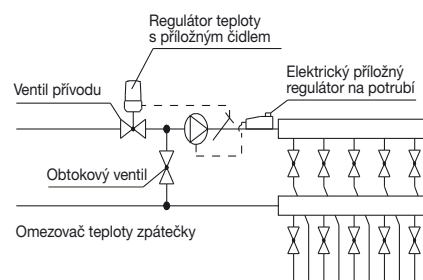 Regulátor teploty
s příložným čidlem
Elektrický příložný
regulátor na potrubí
Ventil přívodu
Obtokový ventil
Omezovač teploty zpátečky